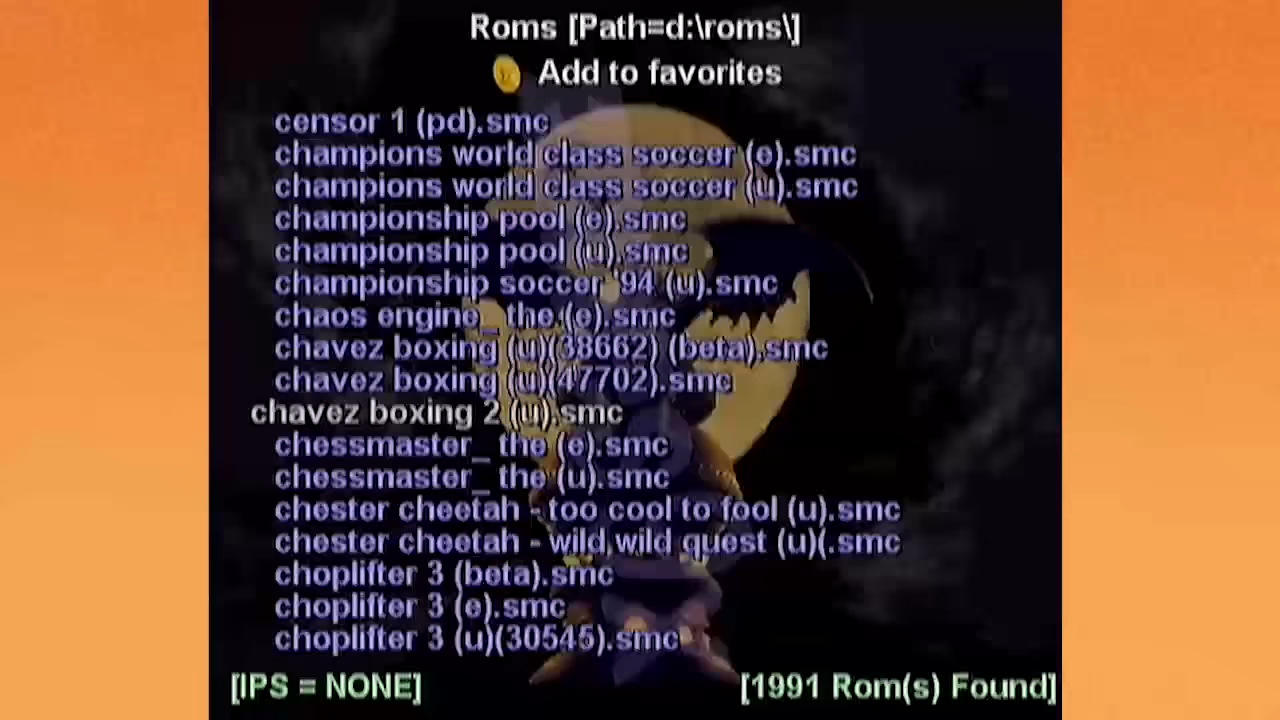 Roms [Path=d:\roms\]
Add to favorites
censor 1 (pd).smc
champions world class soccer (e).smc
champions world class soccer (u).smc
championship pool (e).smc
championship pool (u).smc
championship soccer '94 (u).smc
chaos engine_ the (e).smc
chavez boxing (u)(38662) (beta).smc
chavez boxing (u)(47702).smc
chavez boxing 2 (u).smc
chessmaster_ the (e).smc
chessmaster_ the (u).smc
chester cheetah - too cool to fool (u).smc
chester cheetah - wild wild quest (u)(.smc
choplifter 3 (beta).smc
choplifter 3 (e).smc
choplifter 3 (u)(30545).smc
[IPS = NONE]
[1991 Rom(s) Found]